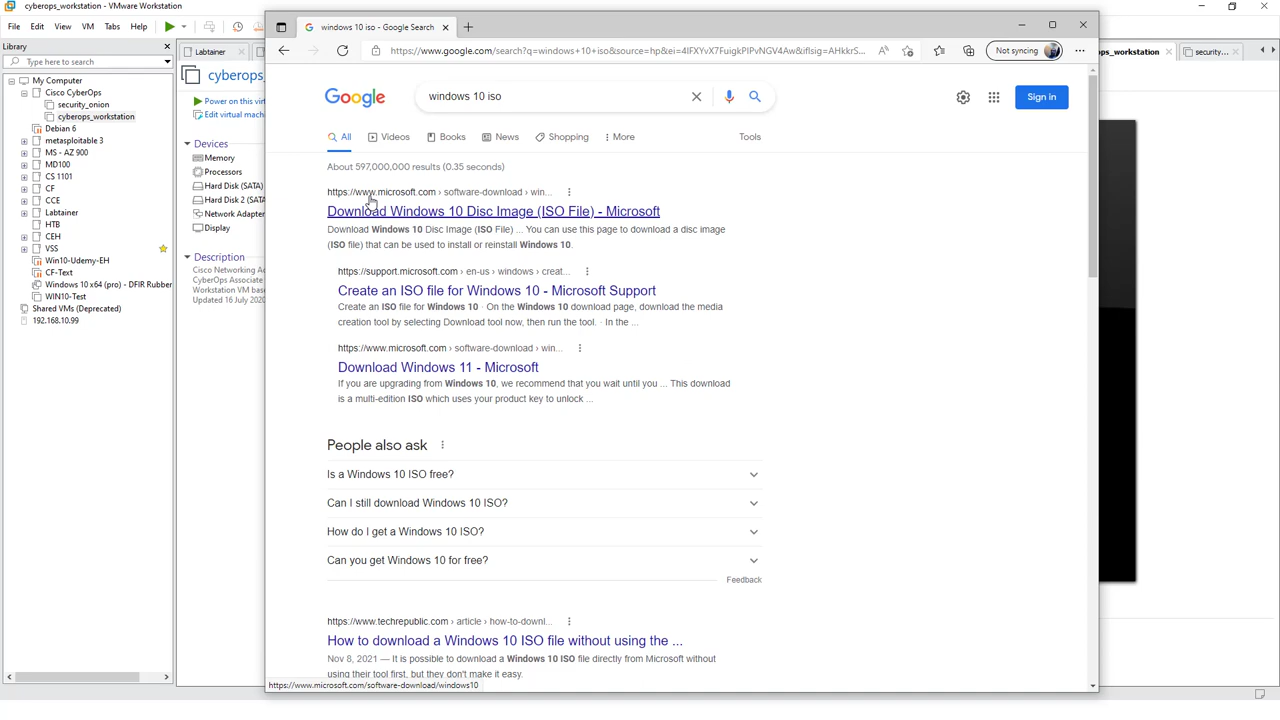 cyberops_workstation - VMware Workstation
File Edit View VM Tabs Help
Library
Type here to search
My Computer
Cisco CyberOps
security_onion
cyberops_workstation
Debian 6
metasploitable 3
MS - AZ 900
MD100
CS 1101
CF
CCE
Labtainer
HTB
CEH
VSS
Win10-Udemy-EH
CF-Text
Windows 10 x64 (pro) - DFIR Rubber
WIN10-Test
Shared VMs (Deprecated)
192.168.10.99
Labtainer
cyberops_
Power on this vir
Edit virtual mach
Devices
Memory
Processors
Hard Disk (SATA)
Hard Disk 2 (SATA
Network Adapter
Display
Description
Cisco Networking Ac
CyberOps Associate
Workstation VM base
Updated 16 July 2020
windows 10 iso - Google Search
https://www.google.com/search?q=windows+10+iso&source=hp&ei=4IFXYvX7FuigkPIPvNGV4Aw&iflsig=AHkkrS...
Not syncing
ops_workstation
security...
Google
windows 10 iso
Sign in
All Videos Books News Shopping More Tools
About 597,000,000 results (0.35 seconds)
https://www.microsoft.com › software-download › win...
Download Windows 10 Disc Image (ISO File) - Microsoft
Download Windows 10 Disc Image (ISO File) ... You can use this page to download a disc image
(ISO file) that can be used to install or reinstall Windows 10.
https://support.microsoft.com › en-us › windows › creat...
Create an ISO file for Windows 10 - Microsoft Support
Create an ISO file for Windows 10 · On the Windows 10 download page, download the media
creation tool by selecting Download tool now, then run the tool. · In the ...
https://www.microsoft.com › software-download › win...
Download Windows 11 - Microsoft
If you are upgrading from Windows 10, we recommend that you wait until you ... This download
is a multi-edition ISO which uses your product key to unlock ...
People also ask
Is a Windows 10 ISO free?
Can I still download Windows 10 ISO?
How do I get a Windows 10 ISO?
Can you get Windows 10 for free?
Feedback
https://www.techrepublic.com › article › how-to-downl...
How to download a Windows 10 ISO file without using the ...
Nov 8, 2021 — It is possible to download a Windows 10 ISO file directly from Microsoft without
using their tool first, but they don't make it easy.
https://www.microsoft.com/software-download/windows10